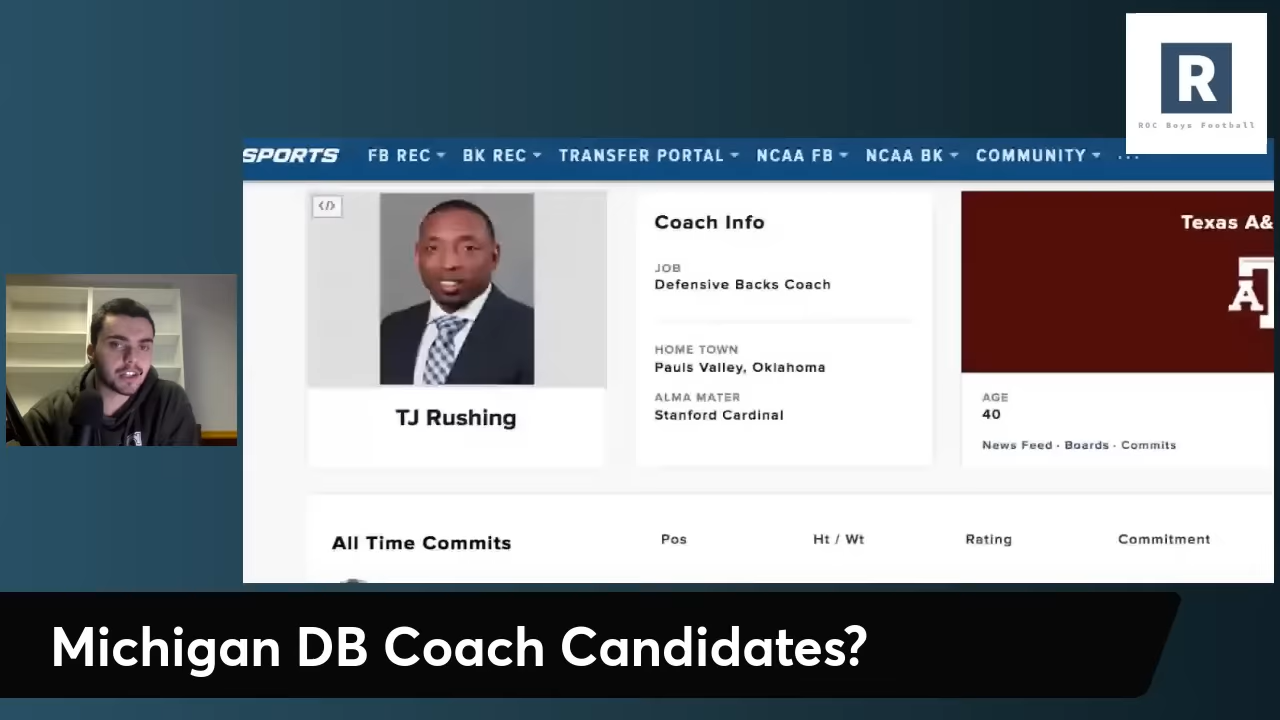 R
ROC Boys Football
SPORTS FB REC BK REC TRANSFER PORTAL NCAA FB NCAA BK COMMUNITY ...
</>
TJ Rushing
Coach Info
JOB
Defensive Backs Coach
HOME TOWN
Pauls Valley, Oklahoma
ALMA MATER
Stanford Cardinal
Texas A&
A
AGE
40
News Feed · Boards · Commits
All Time Commits Pos Ht / Wt Rating Commitment
Michigan DB Coach Candidates?